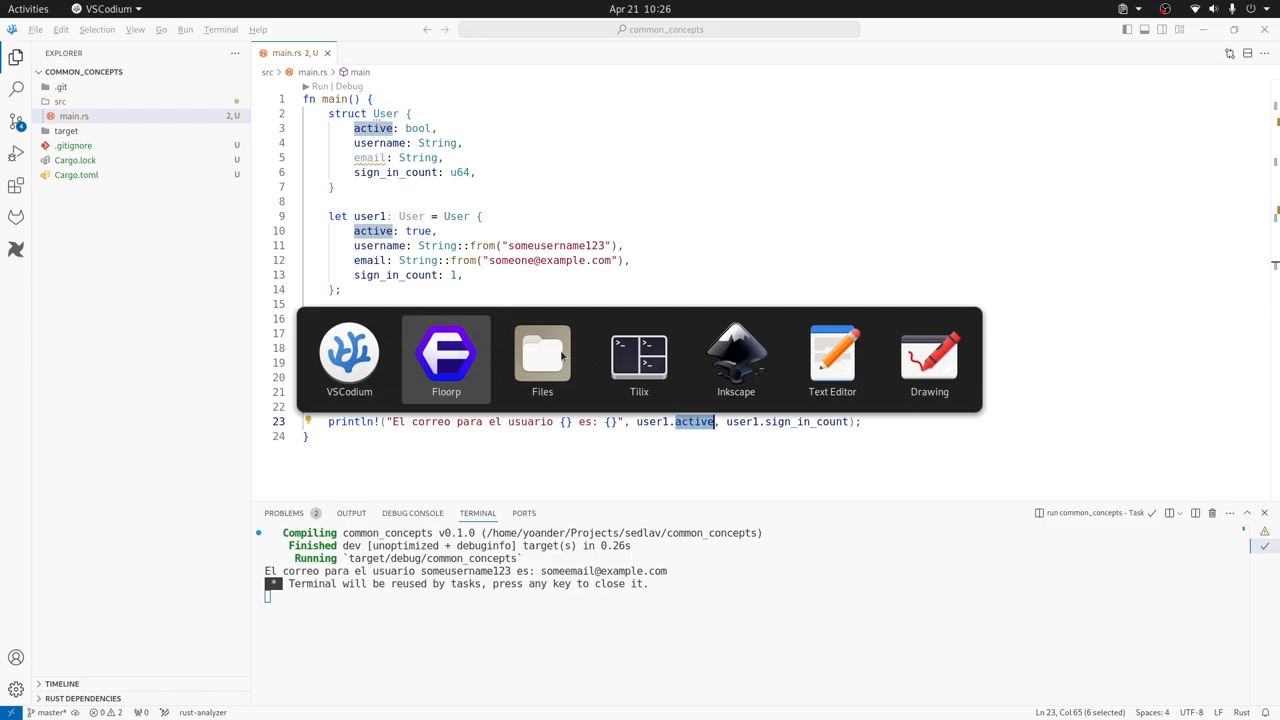 Activities
VSCodium
Apr 21 10:26
File Edit Selection View Go Run Terminal Help
common_concepts
EXPLORER
main.rs 2, U
COMMON_CONCEPTS
src > main.rs > main
.git
Run | Debug
src
main.rs 2, U
target
.gitignore U
Cargo.lock U
Cargo.toml U
1 fn main() {
2 struct User {
3 active: bool,
4 username: String,
5 email: String,
6 sign_in_count: u64,
7 }
8
9 let user1: User = User {
10 active: true,
11 username: String::from("someusername123"),
12 email: String::from("someone@example.com"),
13 sign_in_count: 1,
14 };
15
16
17
18
19
20
21
22
VSCodium
Floorp
Files
Tilix
Inkscape
Text Editor
Drawing
23 println!("El correo para el usuario {} es: {}", user1.active, user1.sign_in_count);
24 }
PROBLEMS 2 OUTPUT DEBUG CONSOLE TERMINAL PORTS
run common_concepts - Task
Compiling common_concepts v0.1.0 (/home/yoander/Projects/sedlav/common_concepts)
Finished dev [unoptimized + debuginfo] target(s) in 0.26s
Running `target/debug/common_concepts`
El correo para el usuario someusername123 es: someemail@example.com
* Terminal will be reused by tasks, press any key to close it.
4
TIMELINE
RUST DEPENDENCIES
master* 0 2 0 rust-analyzer
Ln 23, Col 65 (6 selected) Spaces: 4 UTF-8 LF Rust